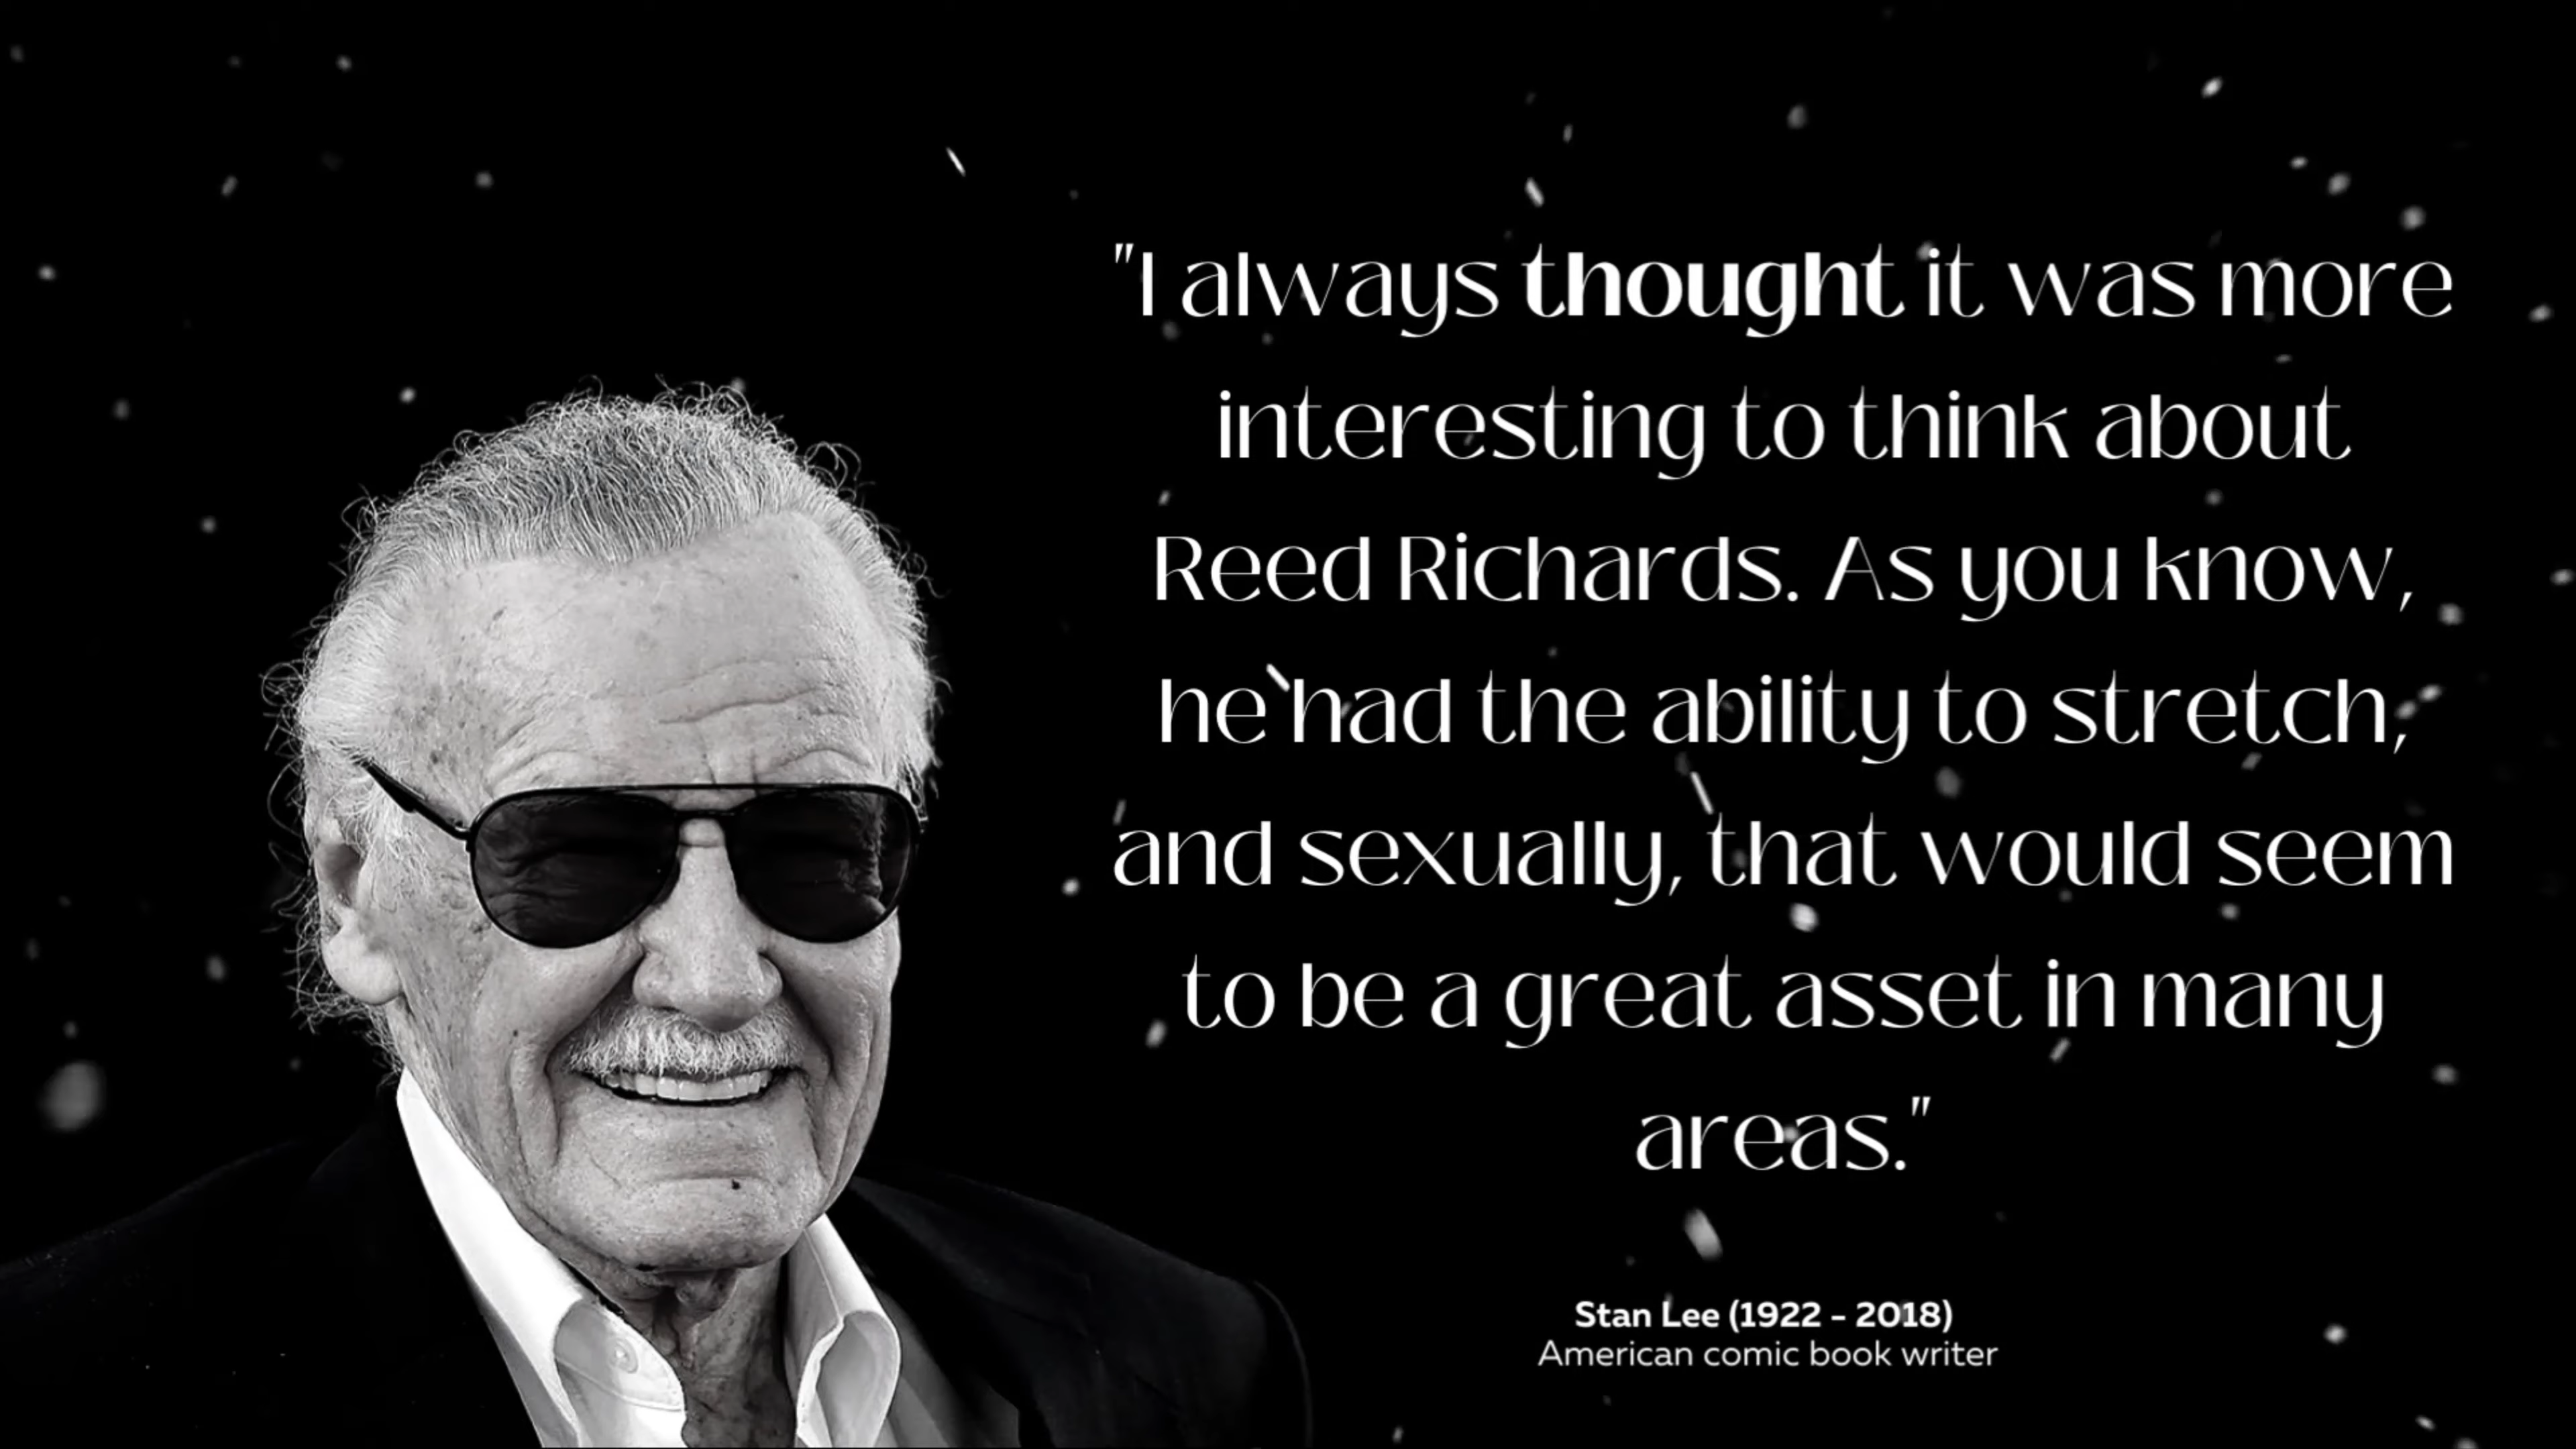 "I always thought it was more
interesting to think about
Reed Richards. As you know,
he had the ability to stretch,
and sexually, that would seem
to be a great asset in many
areas."
Stan Lee (1922 - 2018)
American comic book writer